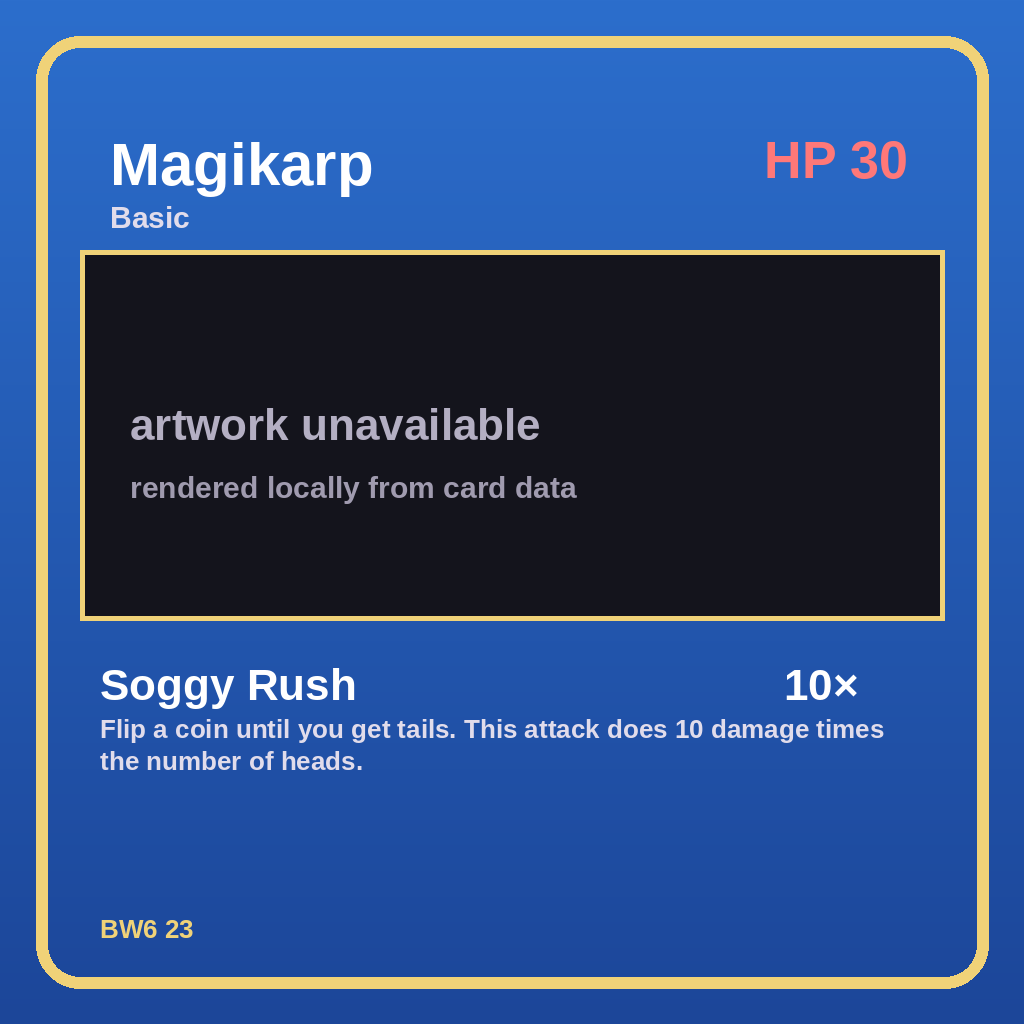 Magikarp
HP 30
Basic
artwork unavailable
rendered locally from card data
Soggy Rush
10×
Flip a coin until you get tails. This attack does 10 damage times
the number of heads.
BW6 23